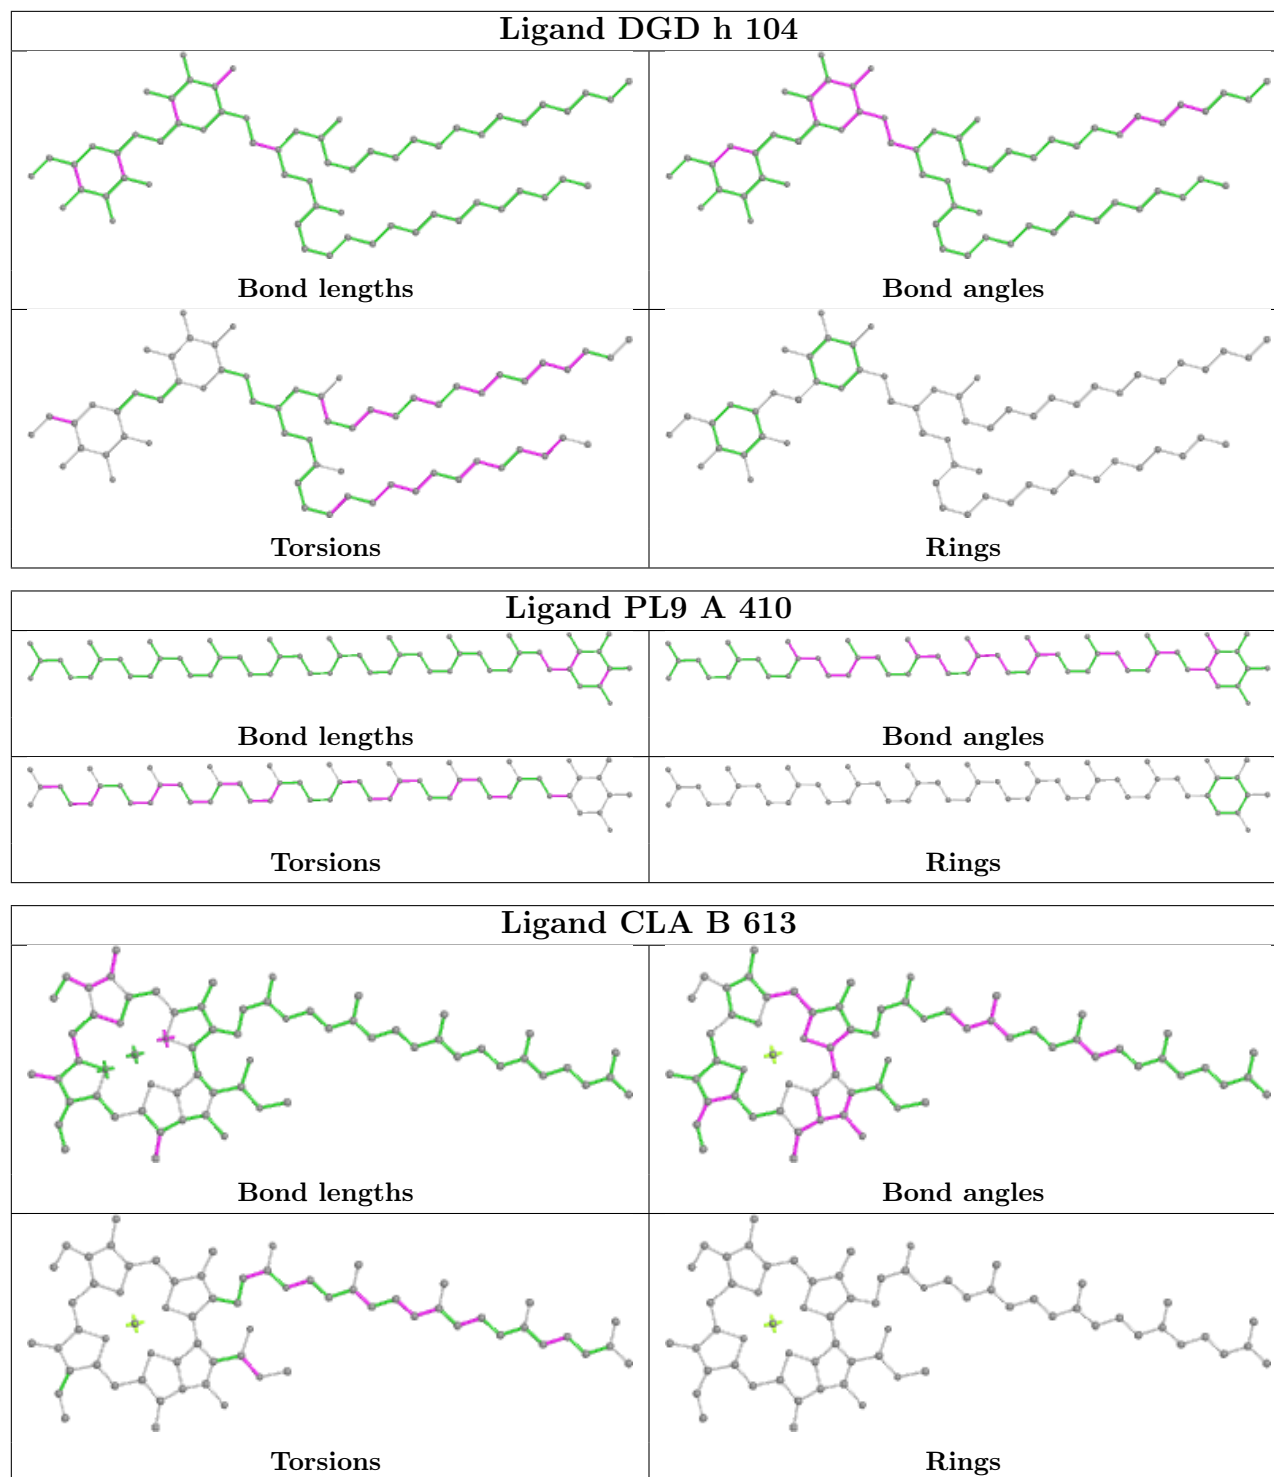 Ligand DGD h 104
Bond lengths
Bond angles
Torsions
Rings
Ligand PL9 A 410
Bond lengths
Bond angles
Torsions
Rings
Ligand CLA B 613
Bond lengths
Bond angles
Torsions
Rings